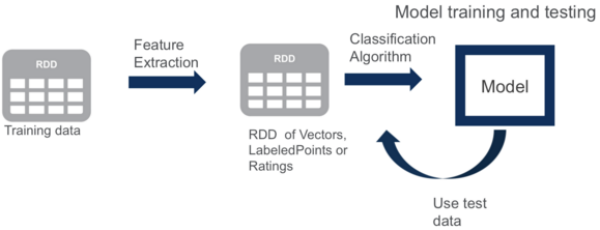 Model training and testing
RDD
Training data
Feature
Extraction
RDD
RDD of Vectors,
LabeledPoints or
Ratings
Classification
Algorithm
Model
Use test
data